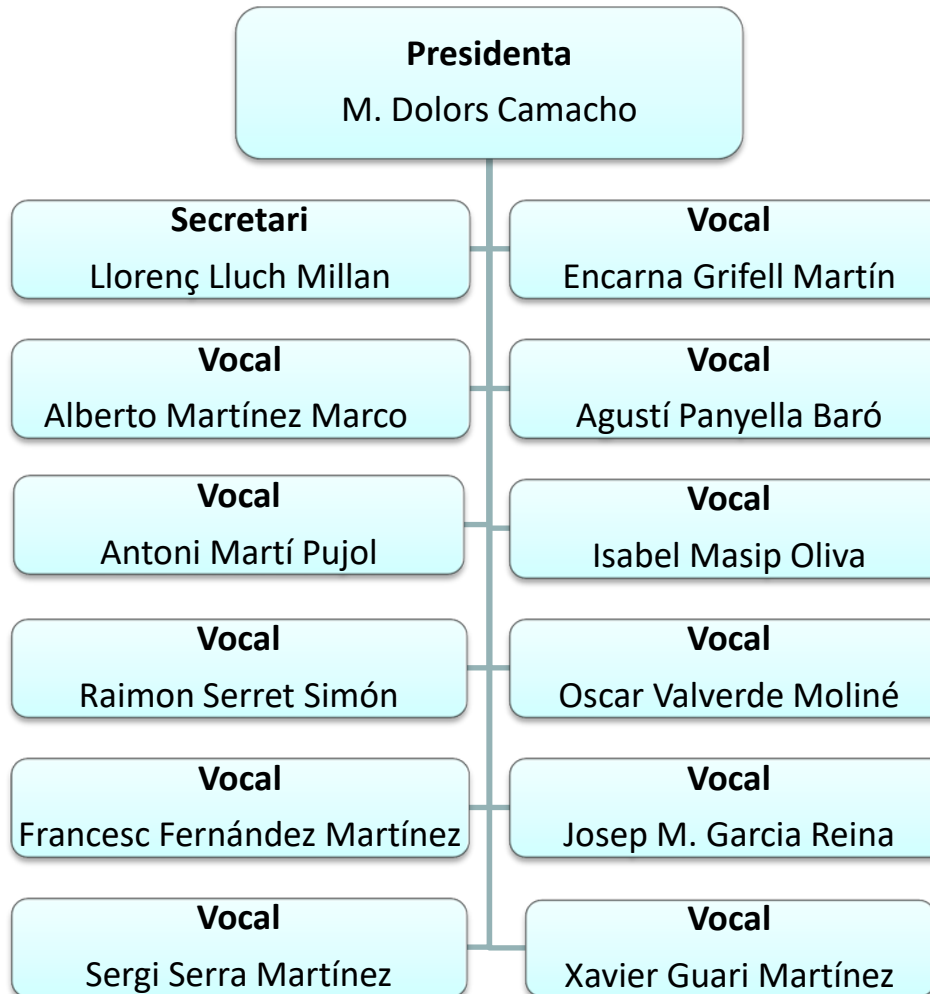 Presidenta
M. Dolors Camacho
Secretari
Llorenç Lluch Millan
Vocal
Encarna Grifell Martín
Vocal
Alberto Martínez Marco
Vocal
Agustí Panyella Baró
Vocal
Antoni Martí Pujol
Vocal
Isabel Masip Oliva
Vocal
Raimon Serret Simón
Vocal
Oscar Valverde Moliné
Vocal
Francesc Fernández Martínez
Vocal
Josep M. Garcia Reina
Vocal
Sergi Serra Martínez
Vocal
Xavier Guari Martínez